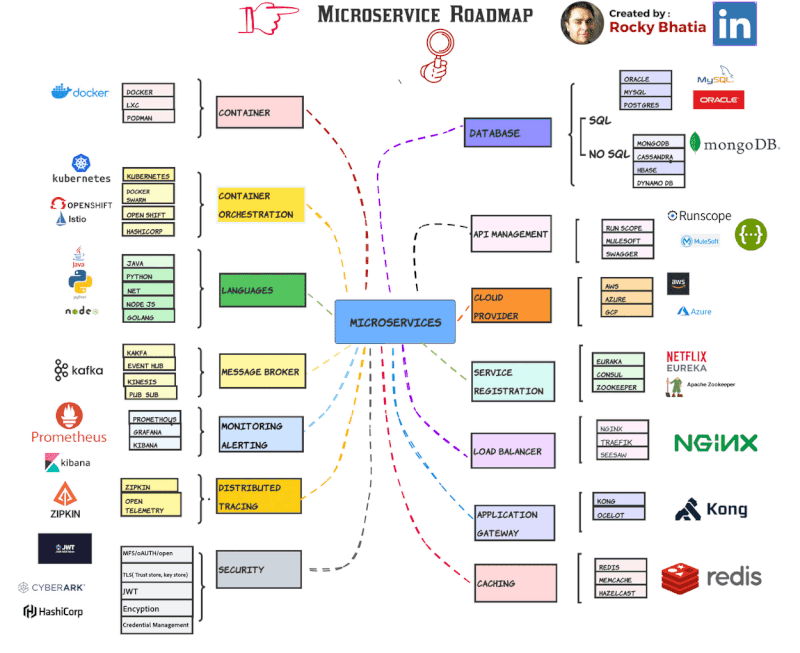 Microservice Roadmap
Created by :
Rocky Bhatia
in
docker
DOCKER
LXC
PODMAN
CONTAINER
kubernetes
OPENSHIFT
Istio
KUBERNETES
DOCKER
SWARM
OPEN SHIFT
HASHICORP
CONTAINER
ORCHESTRATION
Java
python
node
JAVA
PYTHON
NET
NODE JS
GOLANG
LANGUAGES
kafka
KAKFA
EVENT HUB
KINESIS
PUB SUB
MESSAGE BROKER
Prometheus
kibana
PROMETHOUS
GRAFANA
KIBANA
MONITORING
ALERTING
ZIPKIN
ZIPKIN
OPEN
TELEMETRY
DISTRIBUTED
TRACING
JWT
CYBERARK
HashiCorp
MFS/oAUTH/open
TLS( Trust store, key store)
JWT
Encyption
Credential Management
SECURITY
MICROSERVICES
DATABASE
SQL
NO SQL
ORACLE
MYSQL
POSTGRES
MySQL
ORACLE
MONGODB
CASSANDRA
HBASE
DYNAMO DB
mongoDB.
API MANAGEMENT
RUN SCOPE
MULESOFT
SWAGGER
Runscope
MuleSoft
{···}
CLOUD
PROVIDER
AWS
AZURE
GCP
aws
Azure
SERVICE
REGISTRATION
EURAKA
CONSUL
ZOOKEEPER
NETFLIX
EUREKA
Apache Zookeeper
LOAD BALANCER
NGINX
TRAEFIK
SEESAW
NGINX
APPLICATION
GATEWAY
KONG
OCELOT
Kong
CACHING
REDIS
MEMCACHE
HAZELCAST
redis